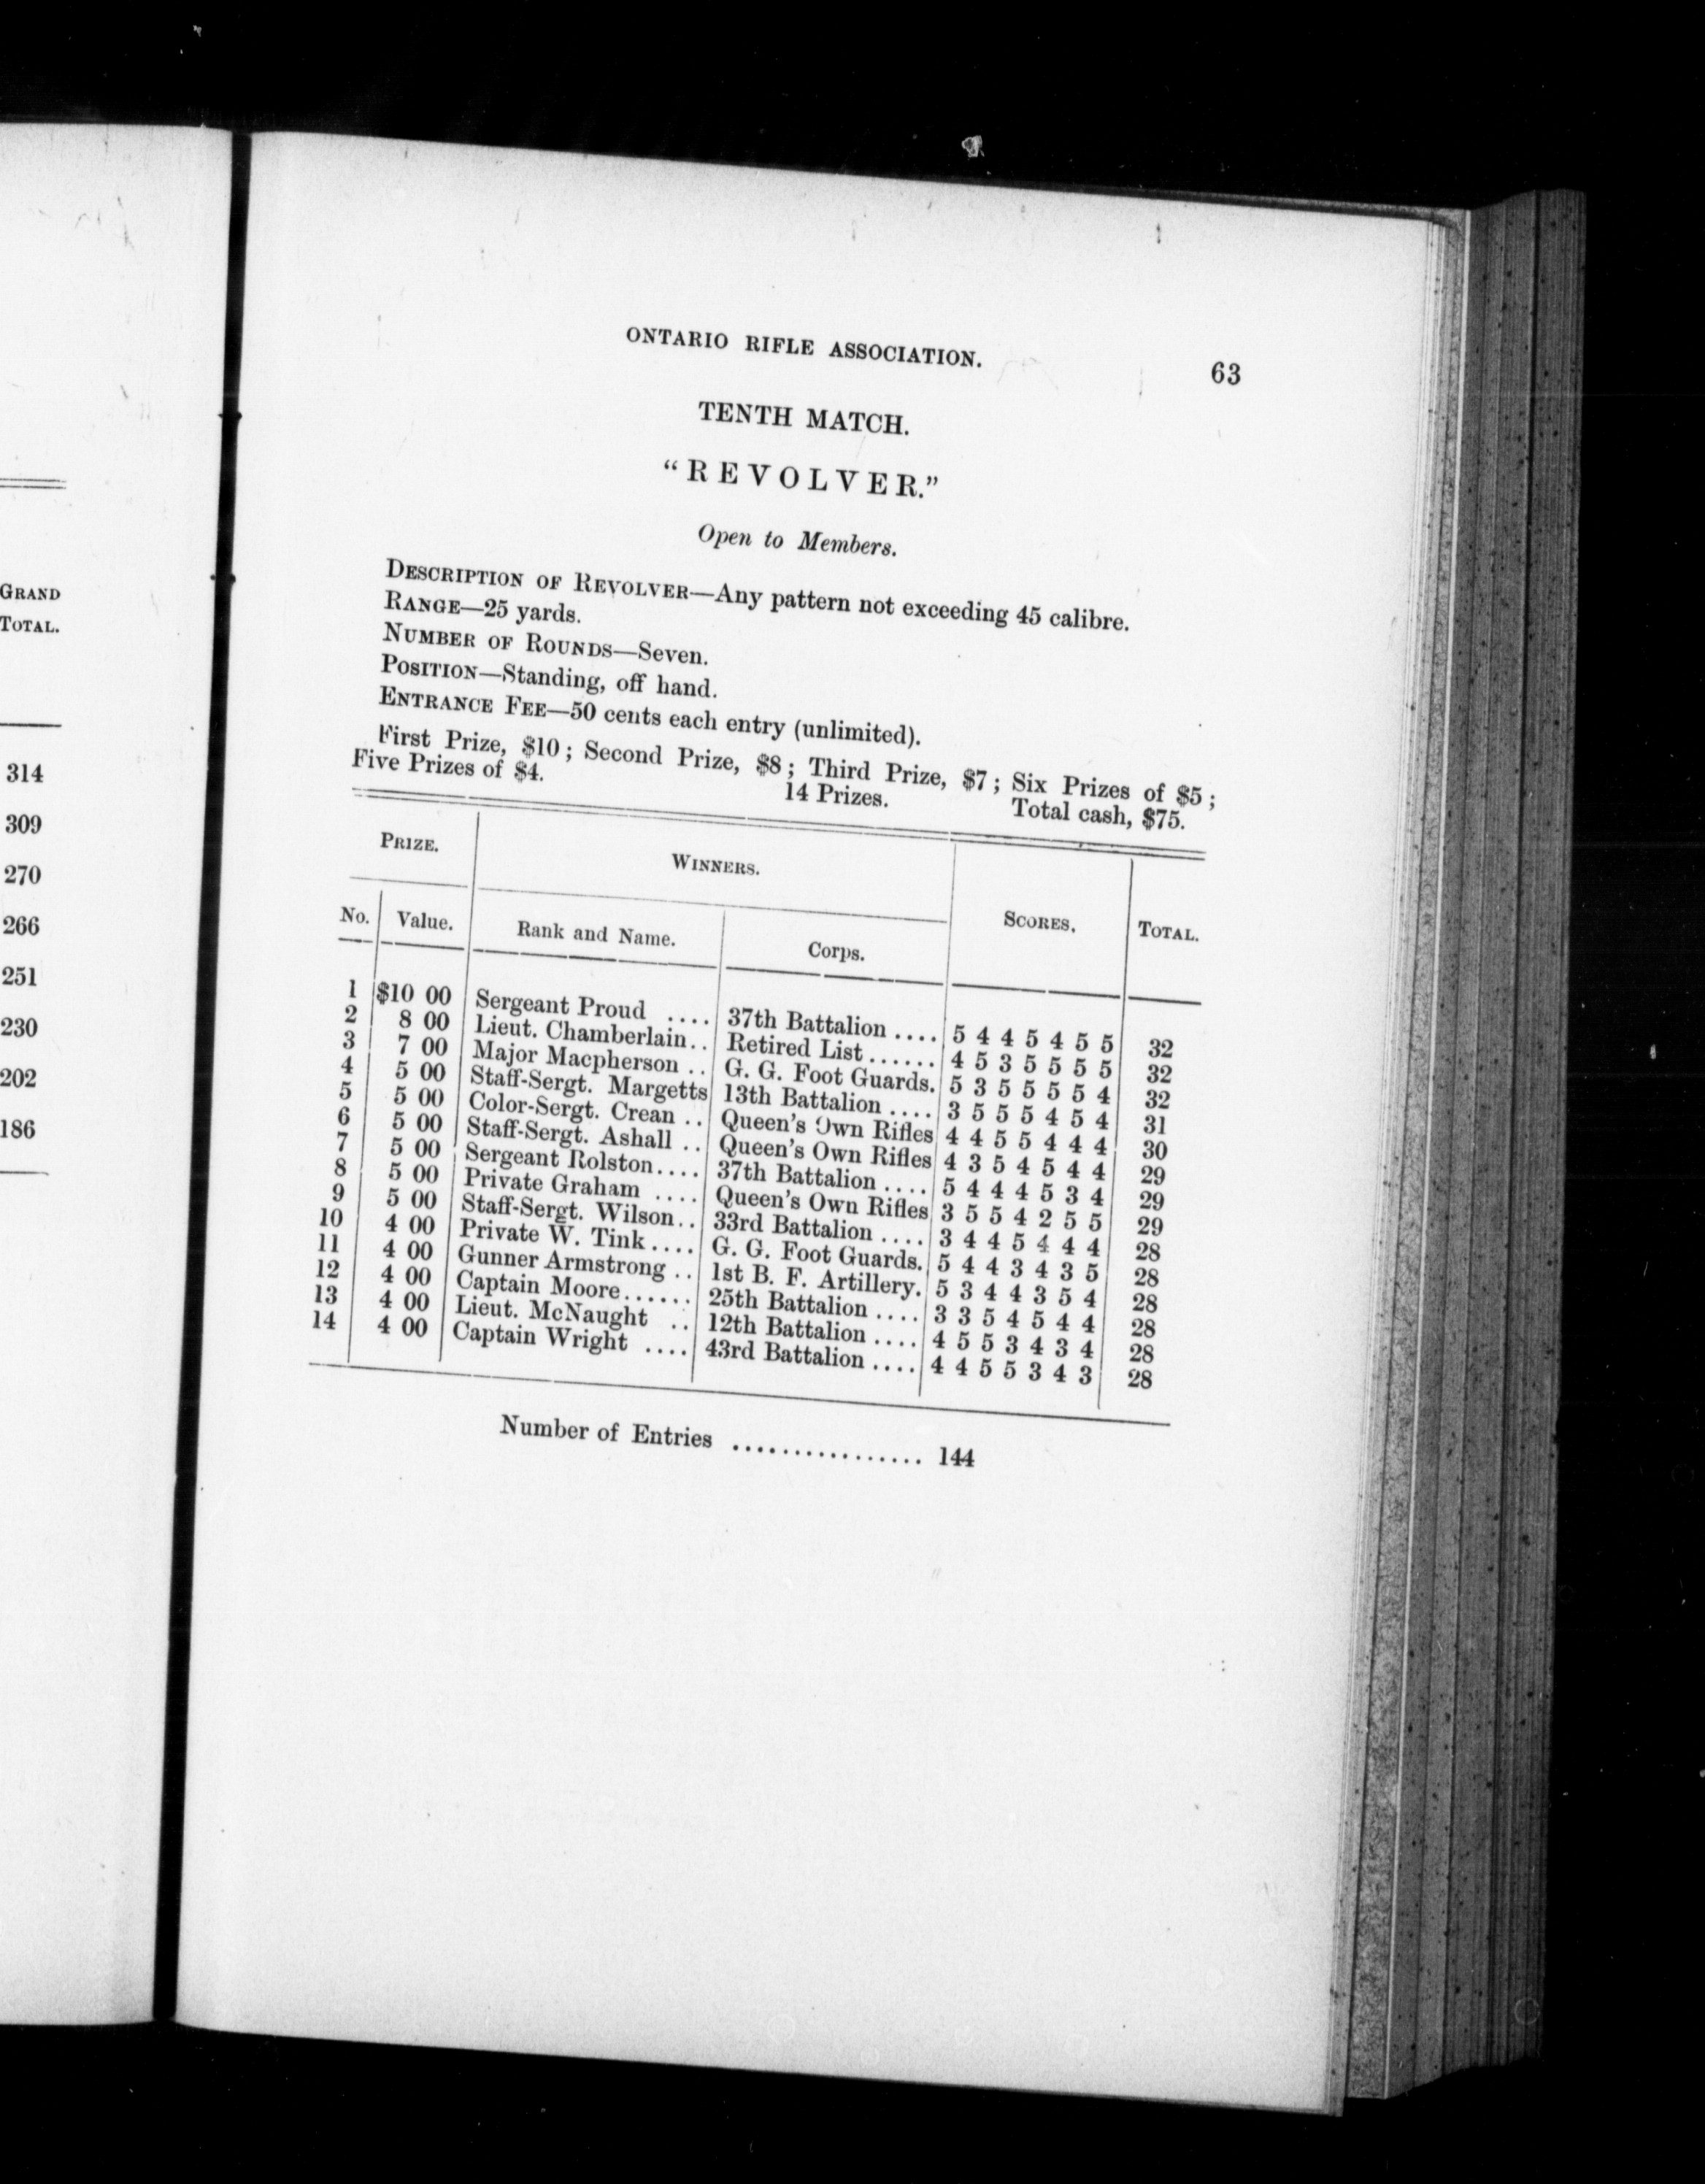 GRAND
TOTAL.
314
309
270
266
251
230
202
186
ONTARIO RIFLE ASSOCIATION. 63
TENTH MATCH.
"REVOLVER."
Open to Members.
DESCRIPTION OF REVOLVER—Any pattern not exceeding 45 calibre.
RANGE—25 yards.
NUMBER OF ROUNDS—Seven.
POSITION—Standing, off hand.
ENTRANCE FEE—50 cents each entry (unlimited).
First Prize, $10; Second Prize, $8; Third Prize, $7; Six Prizes of $5;
Five Prizes of $4. 14 Prizes. Total cash, $75.
PRIZE. WINNERS. SCORES. TOTAL.
No. Value. Rank and Name. Corps.
1 $10 00 Sergeant Proud .... 37th Battalion .... 5 4 4 5 4 5 5 32
2 8 00 Lieut. Chamberlain.. Retired List...... 4 5 3 5 5 5 5 32
3 7 00 Major Macpherson .. G. G. Foot Guards. 5 3 5 5 5 5 4 32
4 5 00 Staff-Sergt. Margetts 13th Battalion .... 3 5 5 5 4 5 4 31
5 5 00 Color-Sergt. Crean .. Queen's Own Rifles 4 4 5 5 4 4 4 30
6 5 00 Staff-Sergt. Ashall .. Queen's Own Rifles 4 3 5 4 5 4 4 29
7 5 00 Sergeant Rolston.... 37th Battalion .... 5 4 4 4 5 3 4 29
8 5 00 Private Graham .... Queen's Own Rifles 3 5 5 4 2 5 5 29
9 5 00 Staff-Sergt. Wilson.. 33rd Battalion .... 3 4 4 5 4 4 4 28
10 4 00 Private W. Tink.... G. G. Foot Guards. 5 4 4 3 4 3 5 28
11 4 00 Gunner Armstrong .. 1st B. F. Artillery. 5 3 4 4 3 5 4 28
12 4 00 Captain Moore...... 25th Battalion .... 3 3 5 4 5 4 4 28
13 4 00 Lieut. McNaught .. 12th Battalion .... 4 5 5 3 4 3 4 28
14 4 00 Captain Wright .... 43rd Battalion .... 4 4 5 5 3 4 3 28
Number of Entries ................ 144